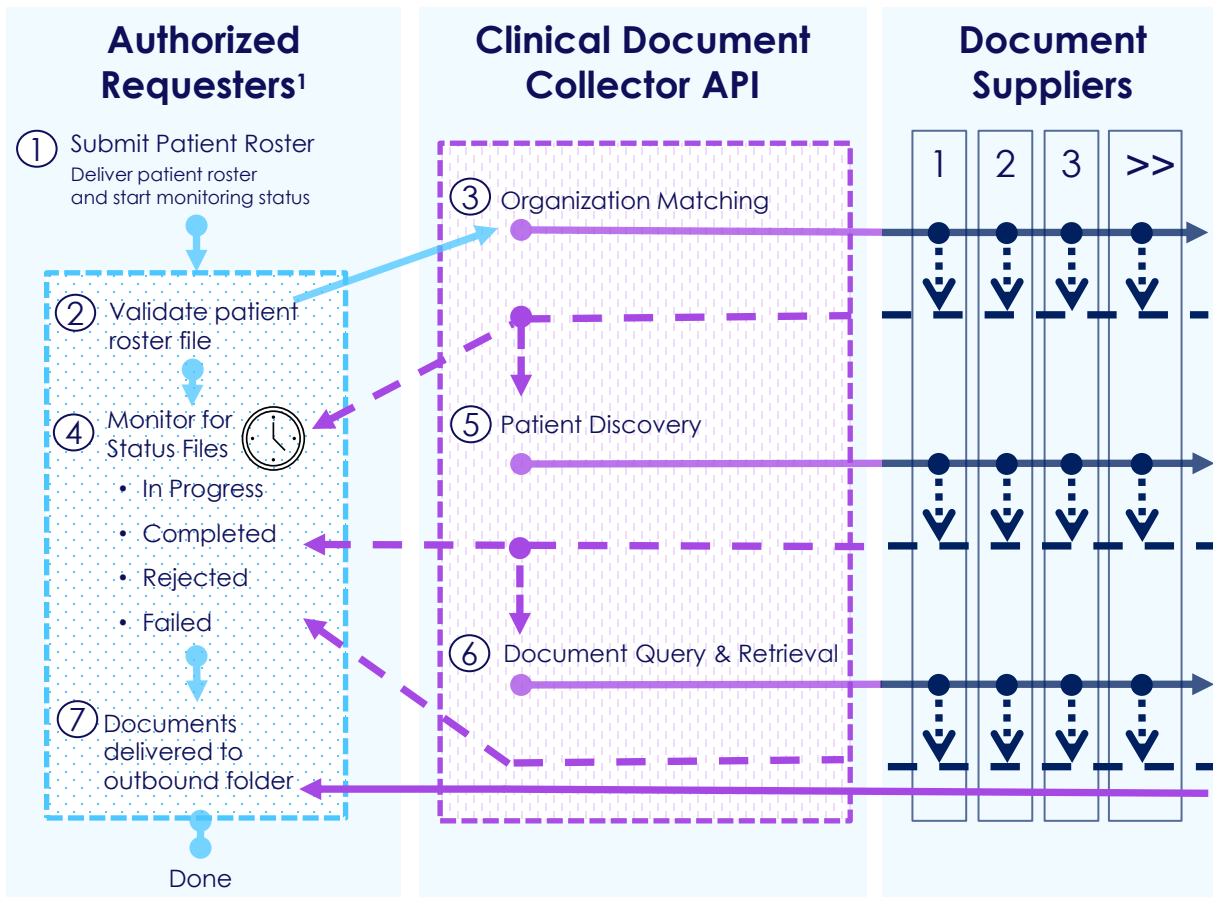 Authorized
Requesters¹
① Submit Patient Roster
Deliver patient roster
and start monitoring status
② Validate patient
roster file
④ Monitor for
Status Files
• In Progress
• Completed
• Rejected
• Failed
⑦ Documents
delivered to
outbound folder
Done
Clinical Document
Collector API
③ Organization Matching
⑤ Patient Discovery
⑥ Document Query & Retrieval
Document
Suppliers
1 2 3 >>